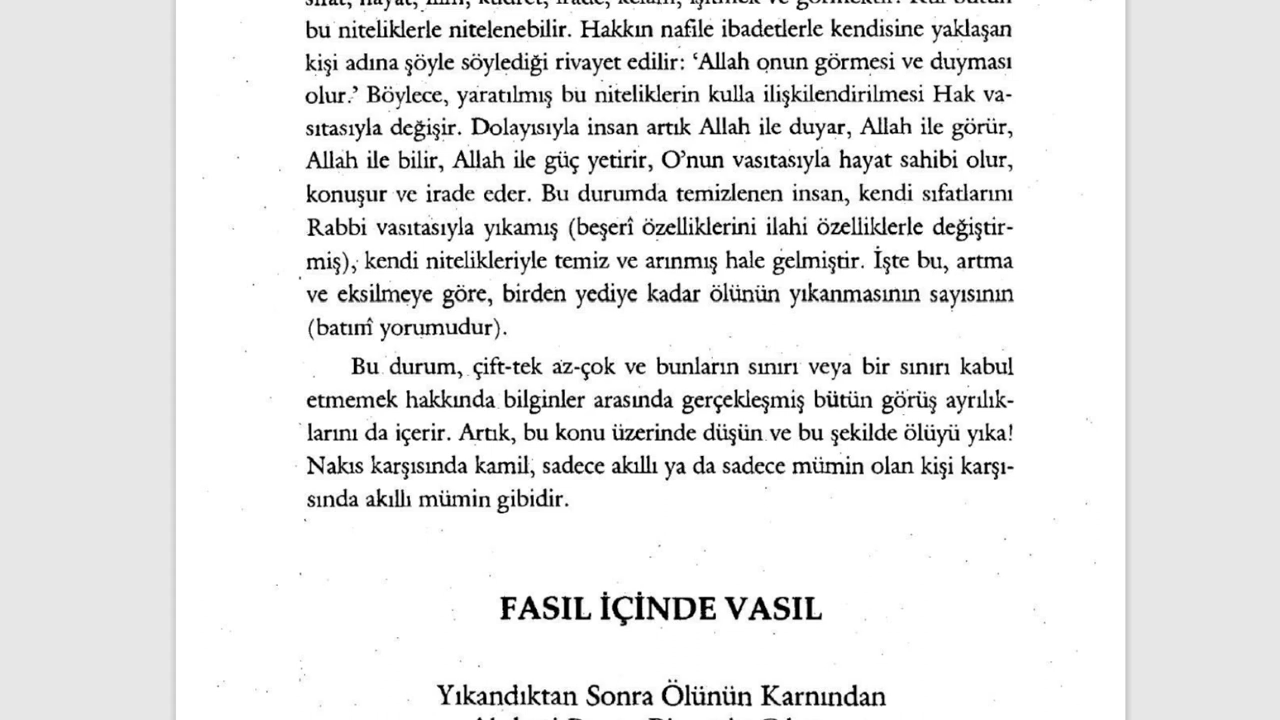 sıfat, hayat, ilim, kudret, irade, kelam, işitmek ve görmektir. Kul bütün
bu niteliklerle nitelenebilir. Hakkın nafile ibadetlerle kendisine yaklaşan
kişi adına şöyle söylediği rivayet edilir: ‘Allah onun görmesi ve duyması
olur.’ Böylece, yaratılmış bu niteliklerin kulla ilişkilendirilmesi Hak va-
sıtasıyla değişir. Dolayısıyla insan artık Allah ile duyar, Allah ile görür,
Allah ile bilir, Allah ile güç yetirir, O’nun vasıtasıyla hayat sahibi olur,
konuşur ve irade eder. Bu durumda temizlenen insan, kendi sıfatlarını
Rabbi vasıtasıyla yıkamış (beşerî özelliklerini ilahi özelliklerle değiştir-
miş), kendi nitelikleriyle temiz ve arınmış hale gelmiştir. İşte bu, artma
ve eksilmeye göre, birden yediye kadar ölünün yıkanmasının sayısının
(batınî yorumudur).
Bu durum, çift-tek az-çok ve bunların sınırı veya bir sınırı kabul
etmemek hakkında bilginler arasında gerçekleşmiş bütün görüş ayrılık-
larını da içerir. Artık, bu konu üzerinde düşün ve bu şekilde ölüyü yıka!
Nakıs karşısında kamil, sadece akıllı ya da sadece mümin olan kişi karşı-
sında akıllı mümin gibidir.
FASIL İÇİNDE VASIL
Yıkandıktan Sonra Ölünün Karnından